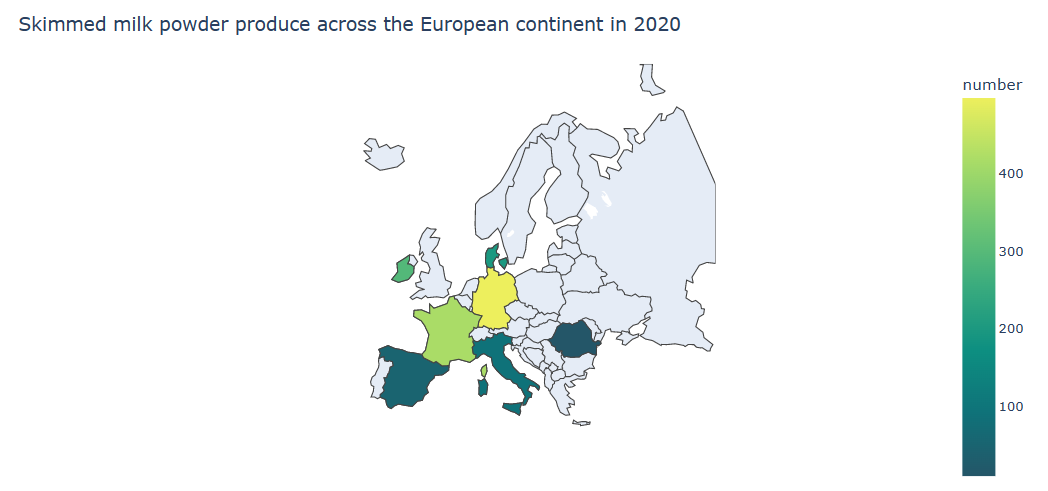 Skimmed milk powder produce across the European continent in 2020
number
400
300
200
100